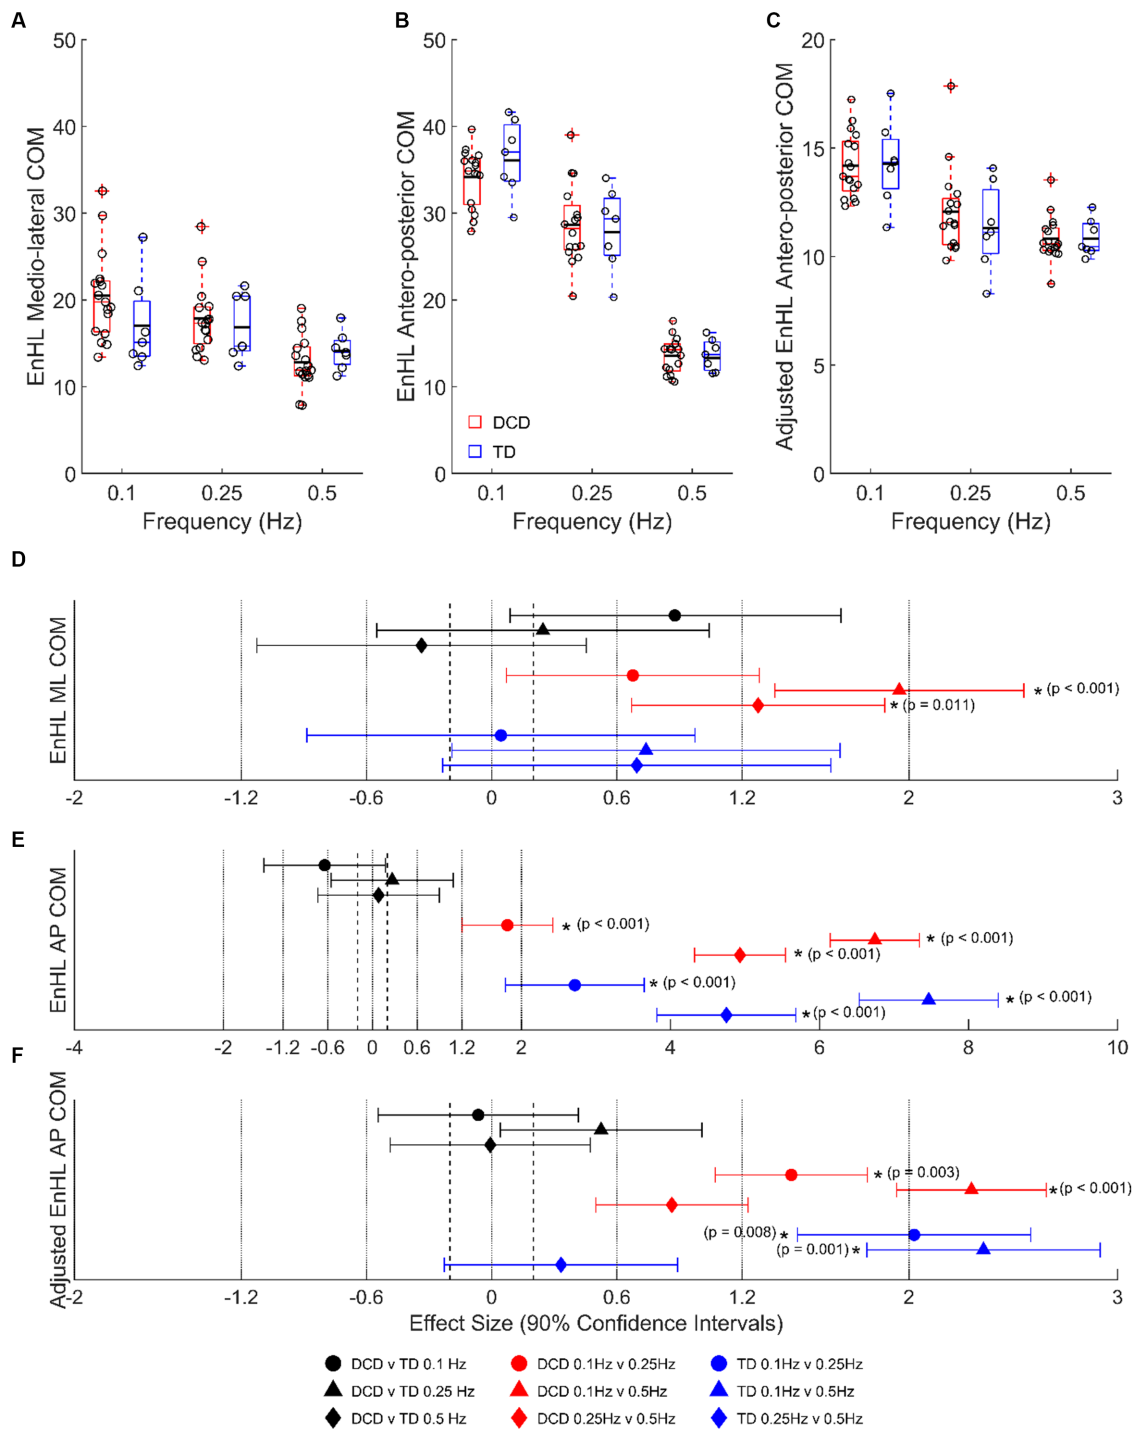 A
B
C
50
40
30
20
10
0
EnHL Medio-lateral COM
0.1
0.25
0.5
Frequency (Hz)
50
40
30
20
10
0
EnHL Antero-posterior COM
DCD
TD
0.1
0.25
0.5
Frequency (Hz)
20
15
10
5
0
Adjusted EnHL Antero-posterior COM
0.1
0.25
0.5
Frequency (Hz)
D
EnHL ML COM
* (p < 0.001)
* (p = 0.011)
-2
-1.2
-0.6
0
0.6
1.2
2
3
E
EnHL AP COM
* (p < 0.001)
* (p < 0.001)
* (p < 0.001)
* (p < 0.001)
* (p < 0.001)
* (p < 0.001)
-4
-2
-1.2
-0.6
0
0.6
1.2
2
4
6
8
10
F
Adjusted EnHL AP COM
* (p = 0.003)
* (p < 0.001)
(p = 0.008) *
(p = 0.001) *
-2
-1.2
-0.6
0
0.6
1.2
2
3
Effect Size (90% Confidence Intervals)
DCD v TD 0.1 Hz
DCD 0.1Hz v 0.25Hz
TD 0.1Hz v 0.25Hz
DCD v TD 0.25 Hz
DCD 0.1Hz v 0.5Hz
TD 0.1Hz v 0.5Hz
DCD v TD 0.5 Hz
DCD 0.25Hz v 0.5Hz
TD 0.25Hz v 0.5Hz